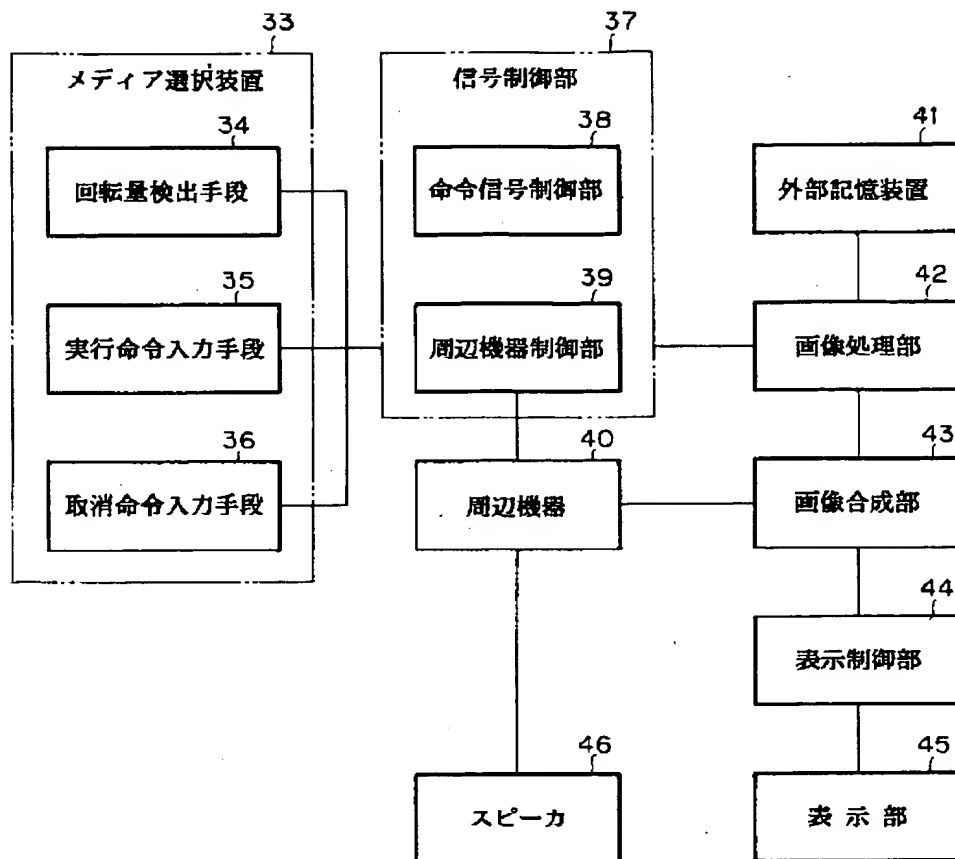 33
メディア選択装置
34
回転量検出手段
35
実行命令入力手段
36
取消命令入力手段
37
信号制御部
38
命令信号制御部
39
周辺機器制御部
40
周辺機器
46
スピーカ
41
外部記憶装置
42
画像処理部
43
画像合成部
44
表示制御部
45
表示部